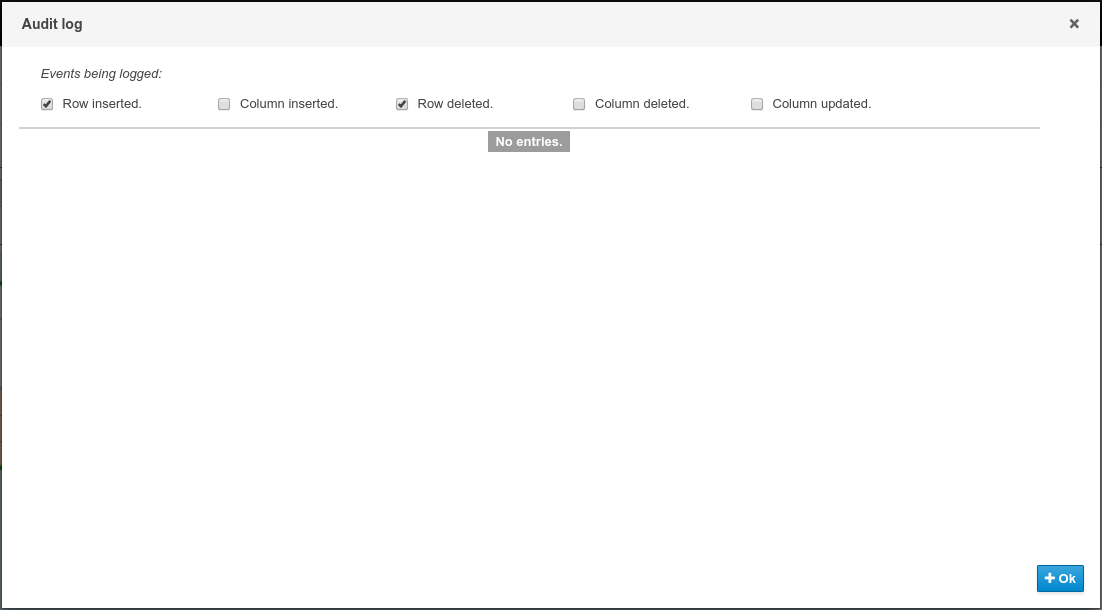 Audit log
Events being logged:
Row inserted. Column inserted. Row deleted. Column deleted. Column updated.
No entries.
Ok